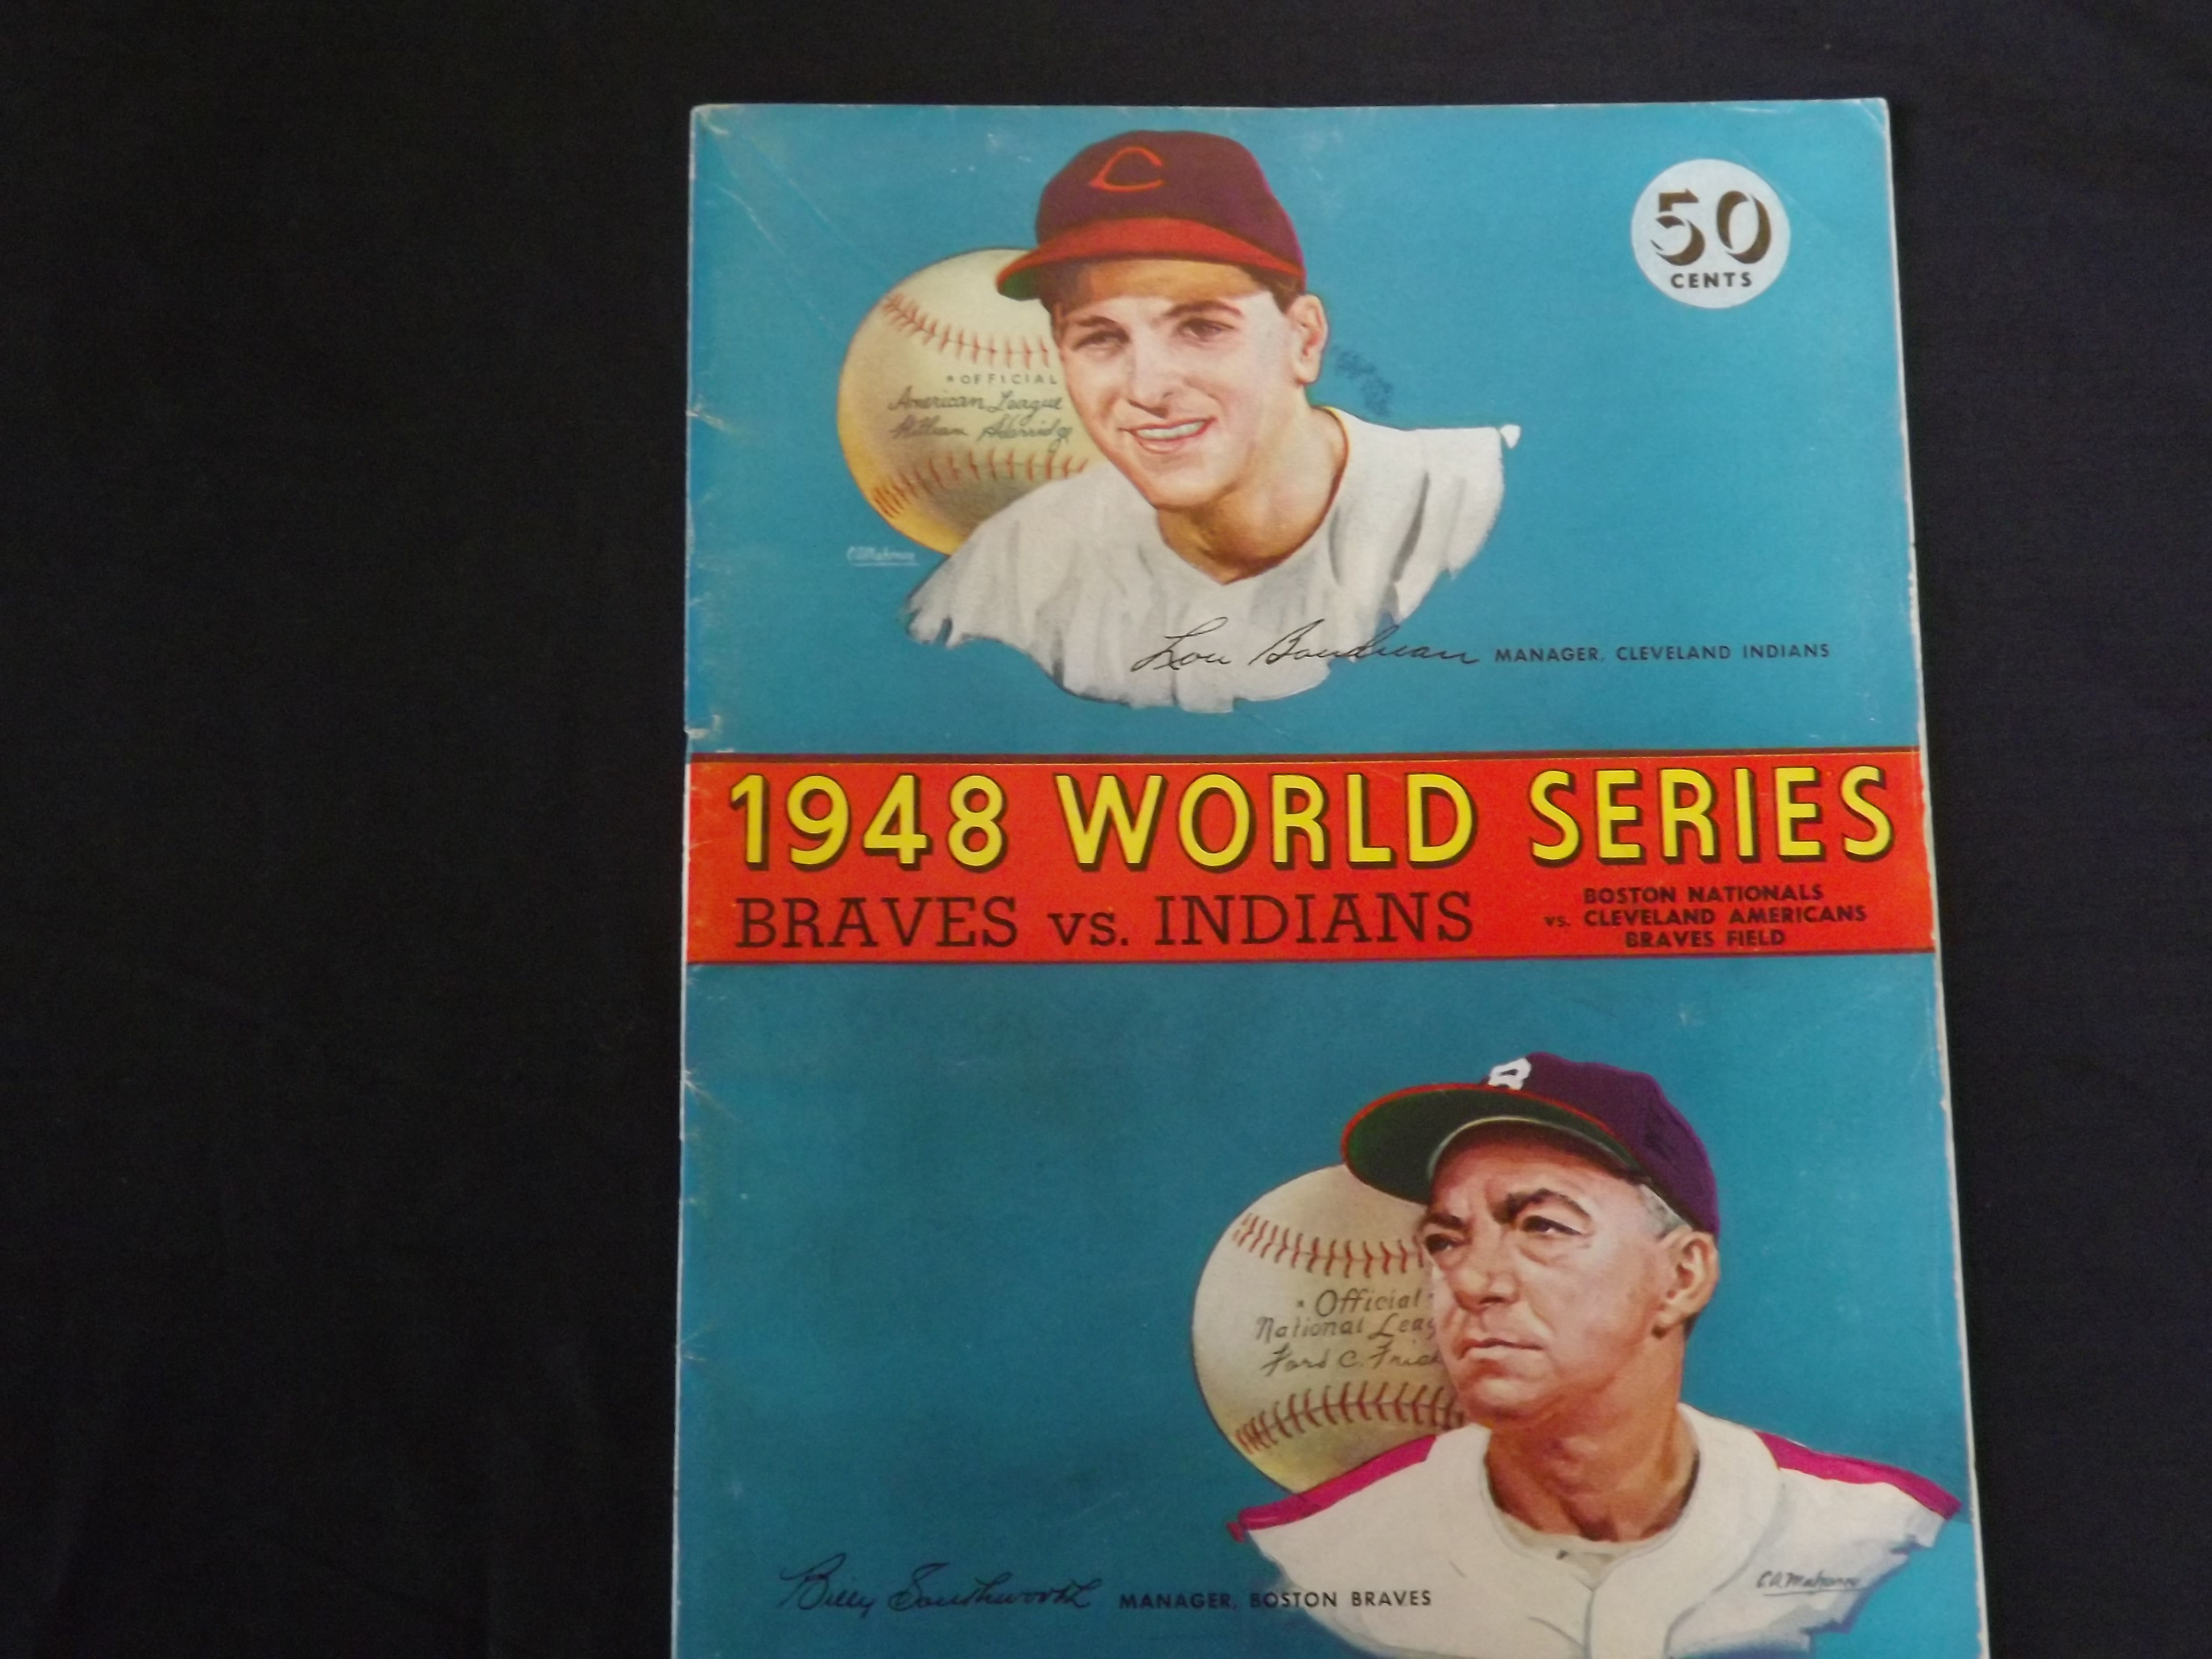 C
50
CENTS
* OFFICIAL
American League
William Harridge
Lou Boudreau MANAGER, CLEVELAND INDIANS
1948 WORLD SERIES
BRAVES vs. INDIANS
BOSTON NATIONALS
vs. CLEVELAND AMERICANS
BRAVES FIELD
B
* Official
National Leag
Ford C. Frick
Billy Southworth MANAGER, BOSTON BRAVES